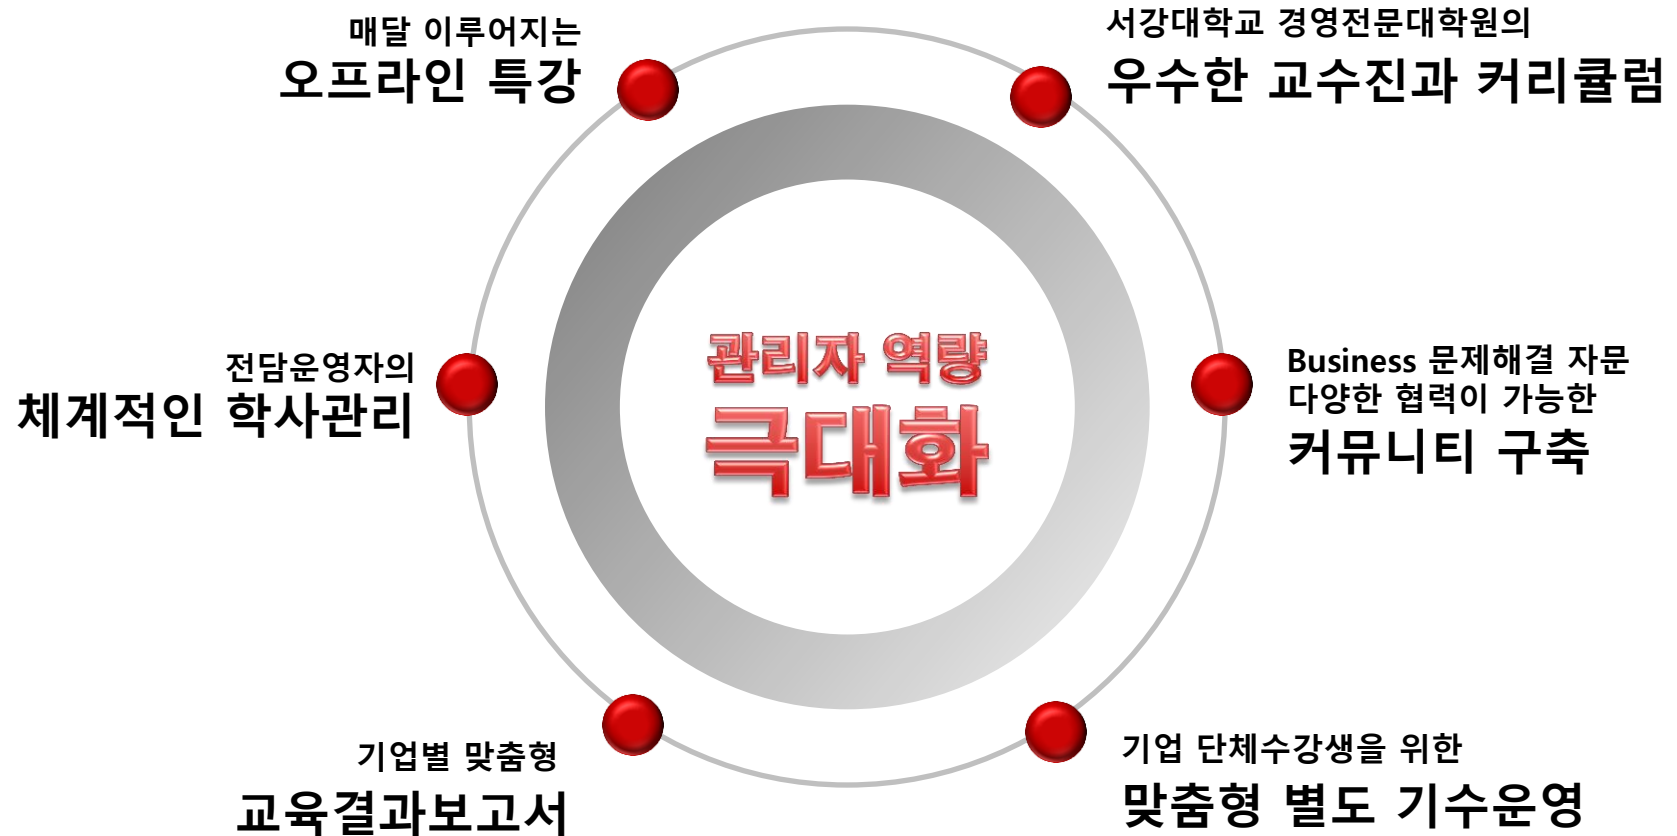 매달 이루어지는
오프라인 특강
서강대학교 경영전문대학원의
우수한 교수진과 커리큘럼
전담운영자의
체계적인 학사관리
관리자 역량
극대화
Business 문제해결 자문
다양한 협력이 가능한
커뮤니티 구축
기업별 맞춤형
교육결과보고서
기업 단체수강생을 위한
맞춤형 별도 기수운영